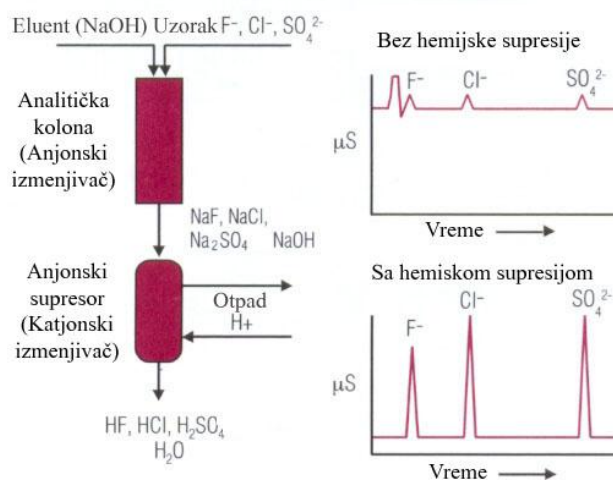 Eluent (NaOH) Uzorak F⁻, Cl⁻, SO₄²⁻
Analitička
kolona
(Anjonski
izmenjivač)
NaF, NaCl,
Na₂SO₄ NaOH
Anjonski
supresor
(Katjonski
izmenjivač)
Otpad
H+
HF, HCl, H₂SO₄
H₂O
Bez hemijske supresije
F⁻ Cl⁻ SO₄²⁻
µS
Vreme
Sa hemiskom supresijom
F⁻ Cl⁻ SO₄²⁻
µS
Vreme